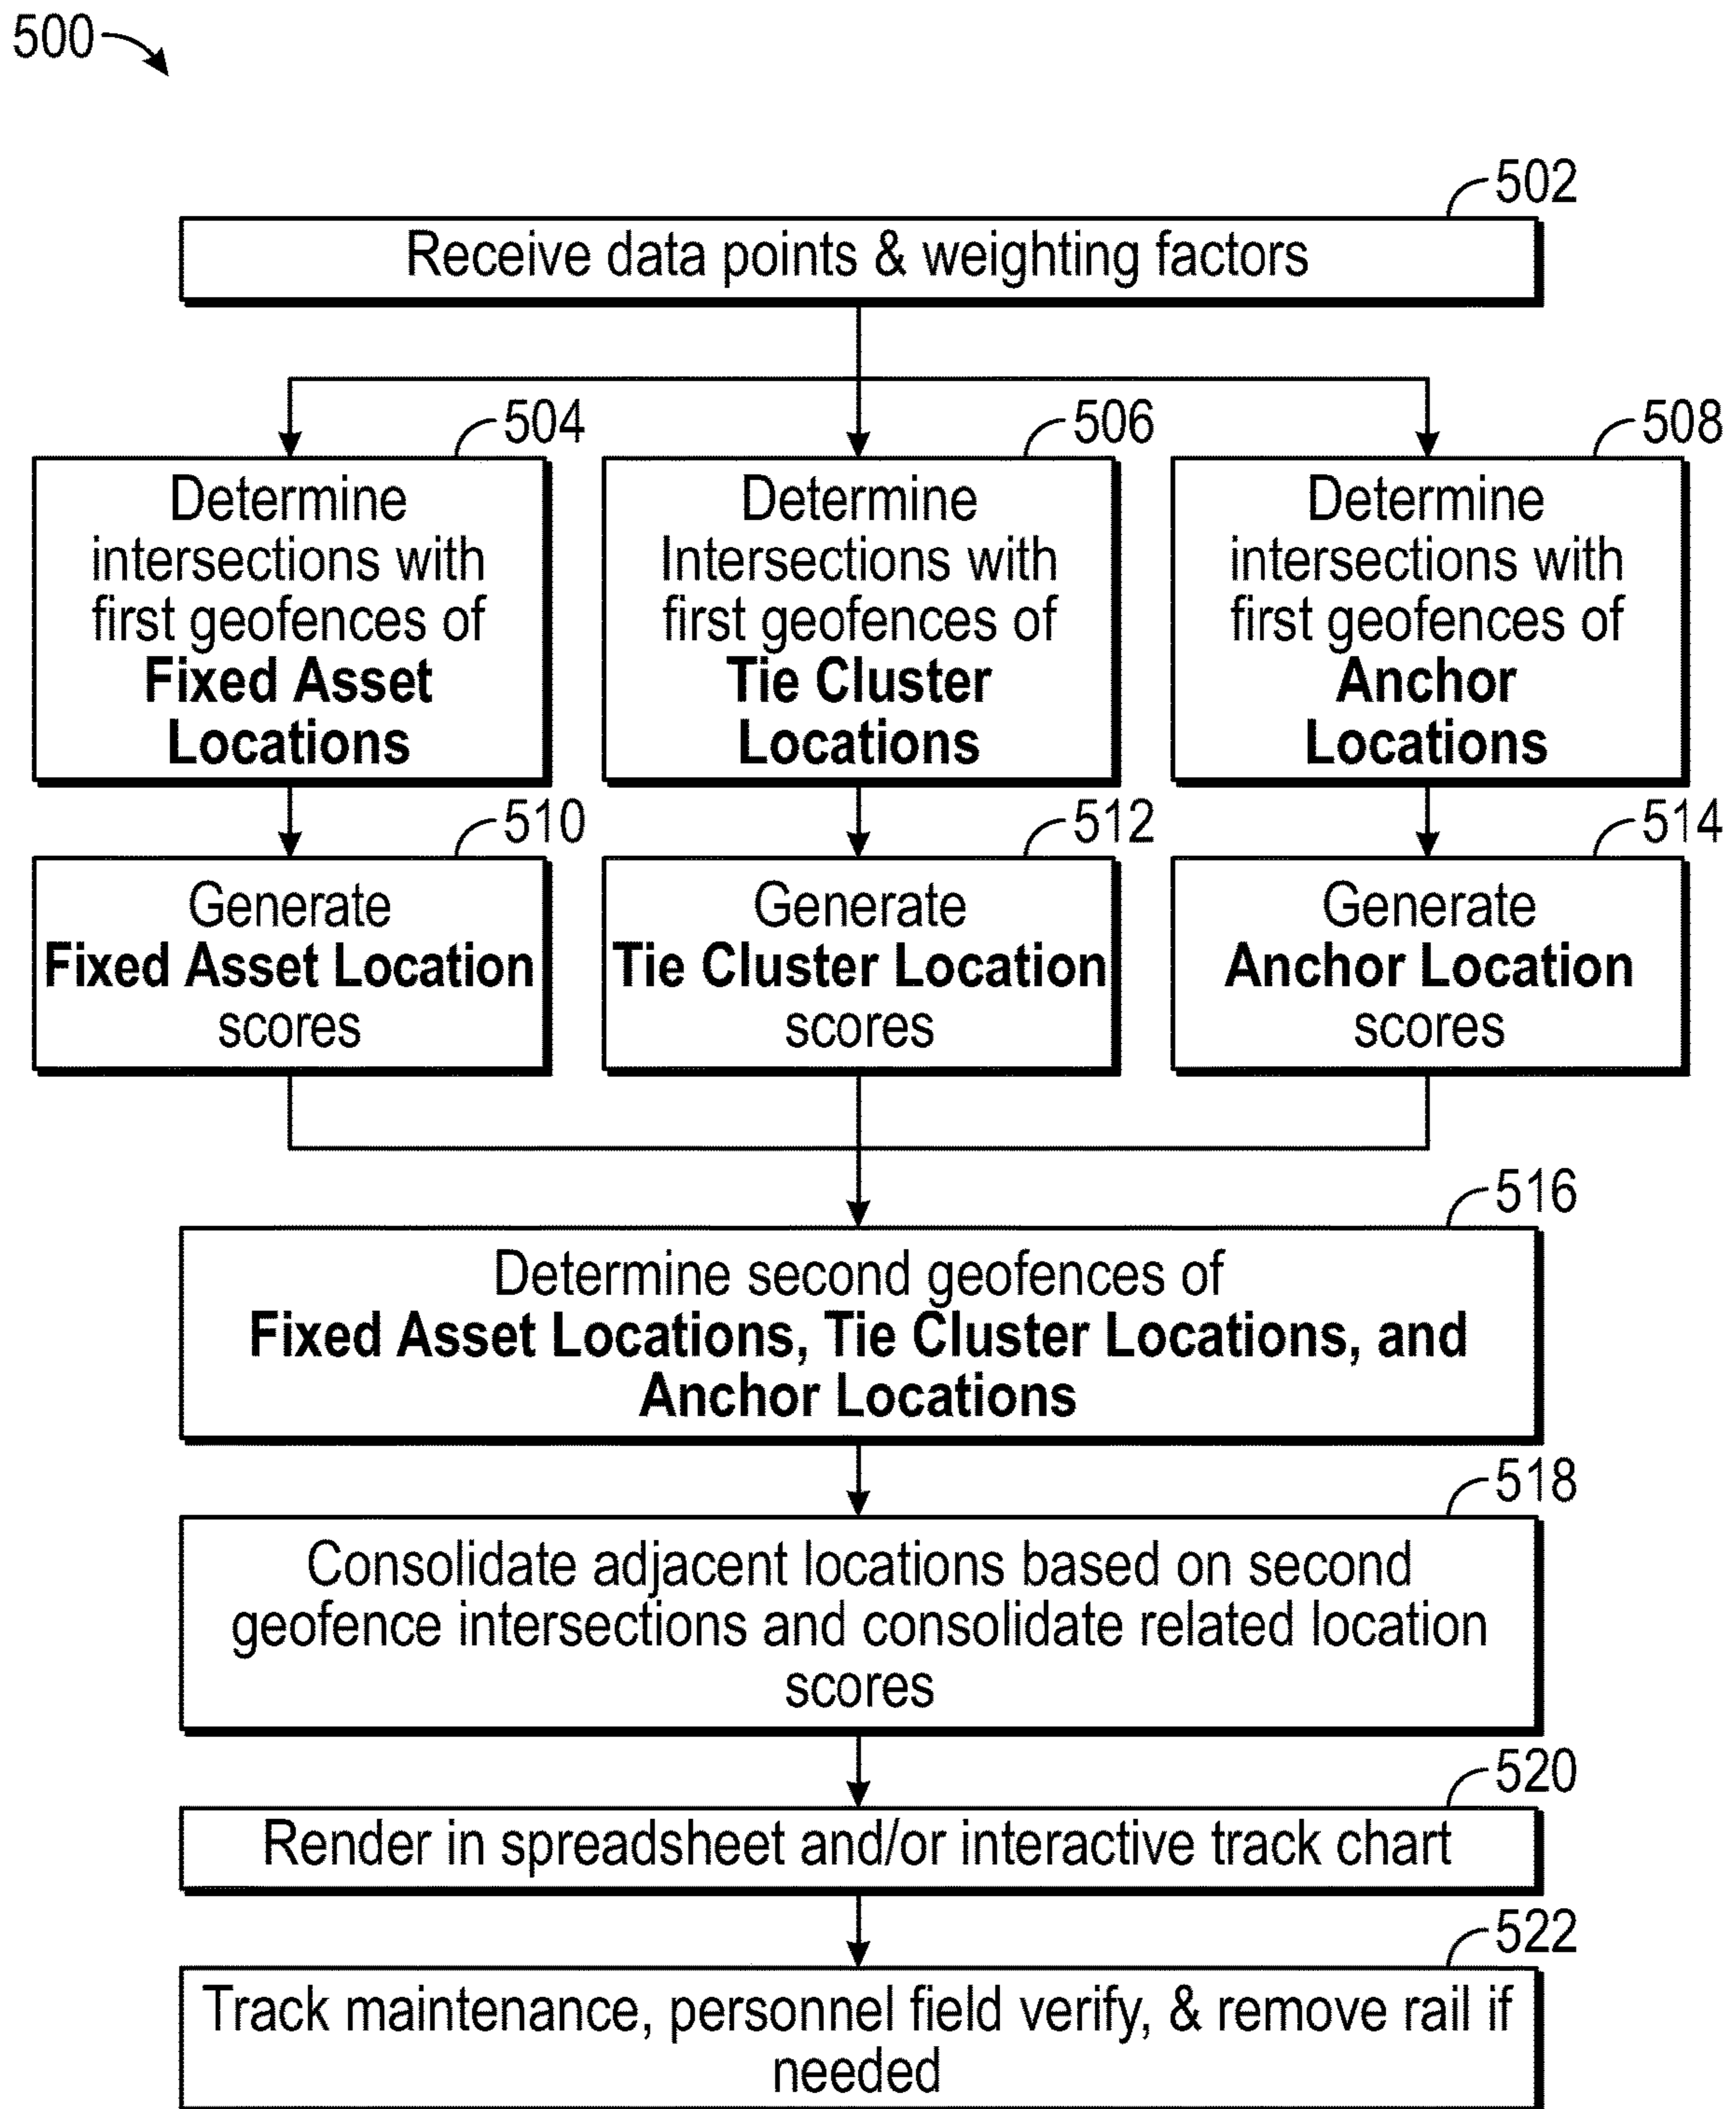 500
502
Receive data points & weighting factors
504
Determine
intersections with
first geofences of
Fixed Asset
Locations
506
Determine
Intersections with
first geofences of
Tie Cluster
Locations
508
Determine
intersections with
first geofences of
Anchor
Locations
510
Generate
Fixed Asset Location
scores
512
Generate
Tie Cluster Location
scores
514
Generate
Anchor Location
scores
516
Determine second geofences of
Fixed Asset Locations, Tie Cluster Locations, and
Anchor Locations
518
Consolidate adjacent locations based on second
geofence intersections and consolidate related location
scores
520
Render in spreadsheet and/or interactive track chart
522
Track maintenance, personnel field verify, & remove rail if
needed